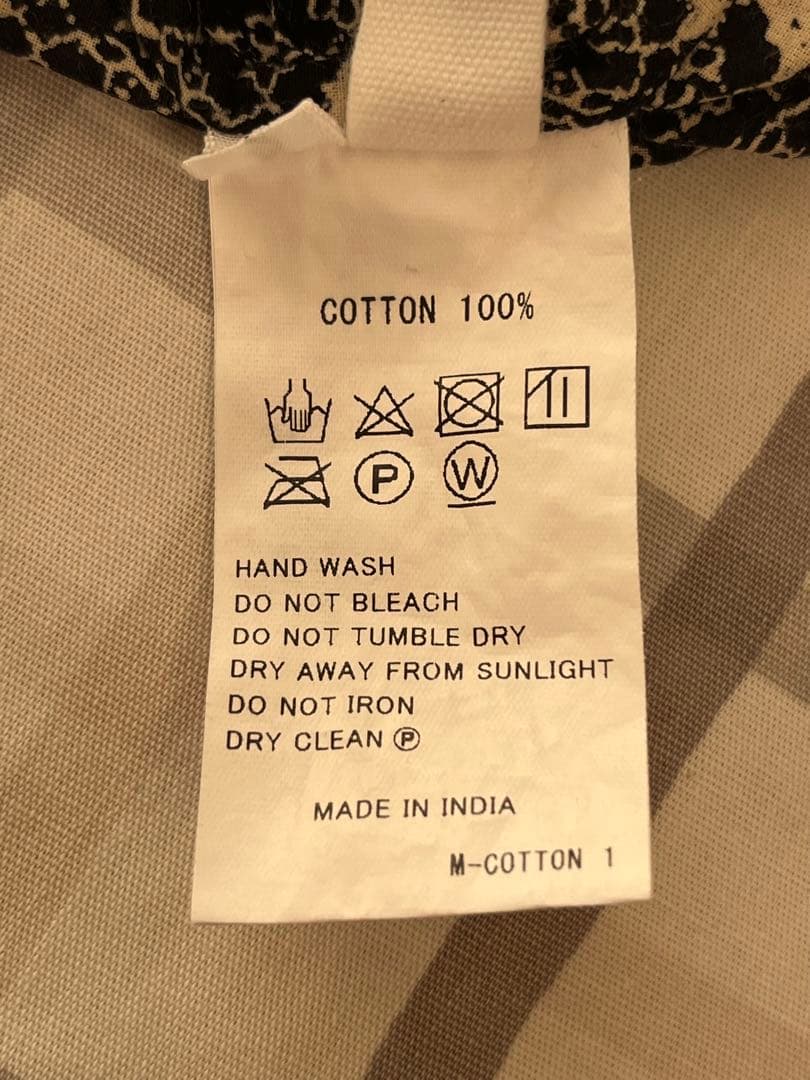 COTTON 100%
P W
HAND WASH
DO NOT BLEACH
DO NOT TUMBLE DRY
DRY AWAY FROM SUNLIGHT
DO NOT IRON
DRY CLEAN Ⓟ
MADE IN INDIA
M-COTTON 1